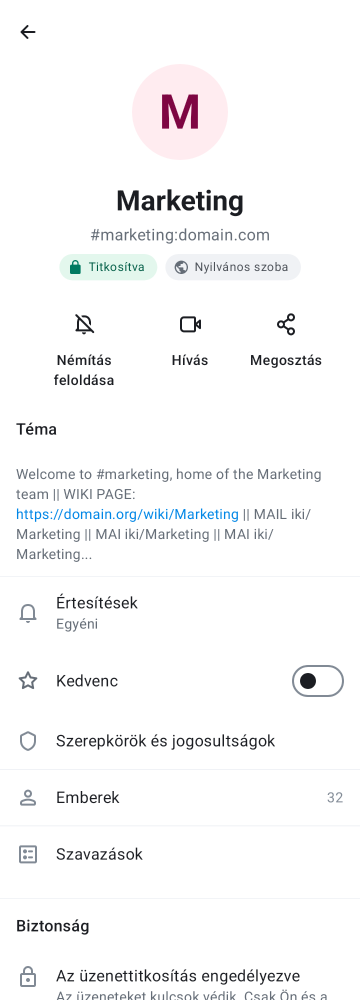 M
Marketing
#marketing:domain.com
Titkosítva
Nyilvános szoba
Némítás
feloldása
Hívás
Megosztás
Téma
Welcome to #marketing, home of the Marketing
team || WIKI PAGE:
https://domain.org/wiki/Marketing || MAIL iki/
Marketing || MAI iki/Marketing || MAI iki/
Marketing...
Értesítések
Egyéni
Kedvenc
Szerepkörök és jogosultságok
Emberek
32
Szavazások
Biztonság
Az üzenettitkosítás engedélyezve
Az üzeneteket kulcsok védik. Csak Ön és a